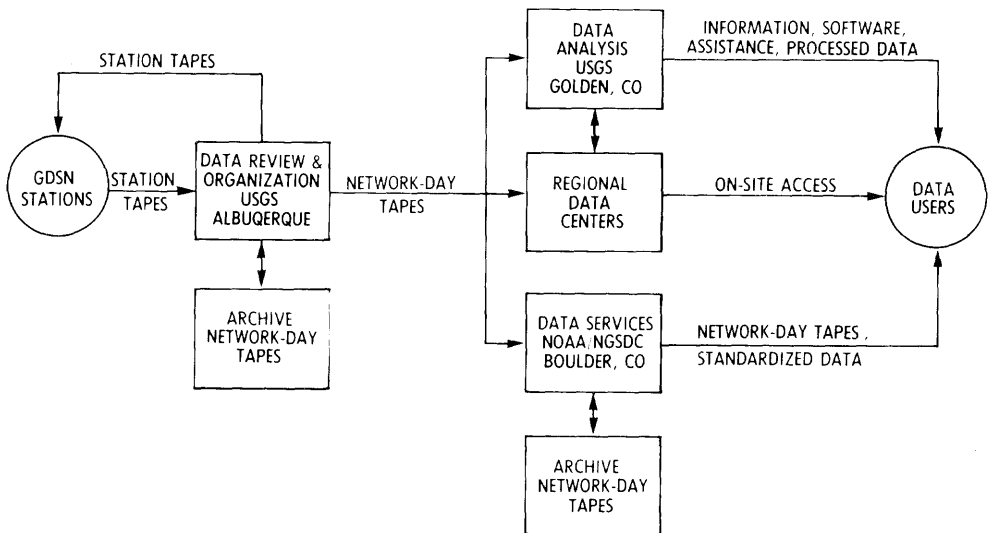 STATION TAPES
GDSN
STATIONS
STATION
TAPES
DATA REVIEW &
ORGANIZATION
USGS
ALBUQERQUE
ARCHIVE
NETWORK-DAY
TAPES
NETWORK-DAY
TAPES
DATA
ANALYSIS
USGS
GOLDEN, CO
INFORMATION, SOFTWARE,
ASSISTANCE, PROCESSED DATA
REGIONAL
DATA
CENTERS
ON-SITE ACCESS
DATA
USERS
DATA SERVICES
NOAA/NGSDC
BOULDER, CO
NETWORK-DAY TAPES,
STANDARDIZED DATA
ARCHIVE
NETWORK-DAY
TAPES